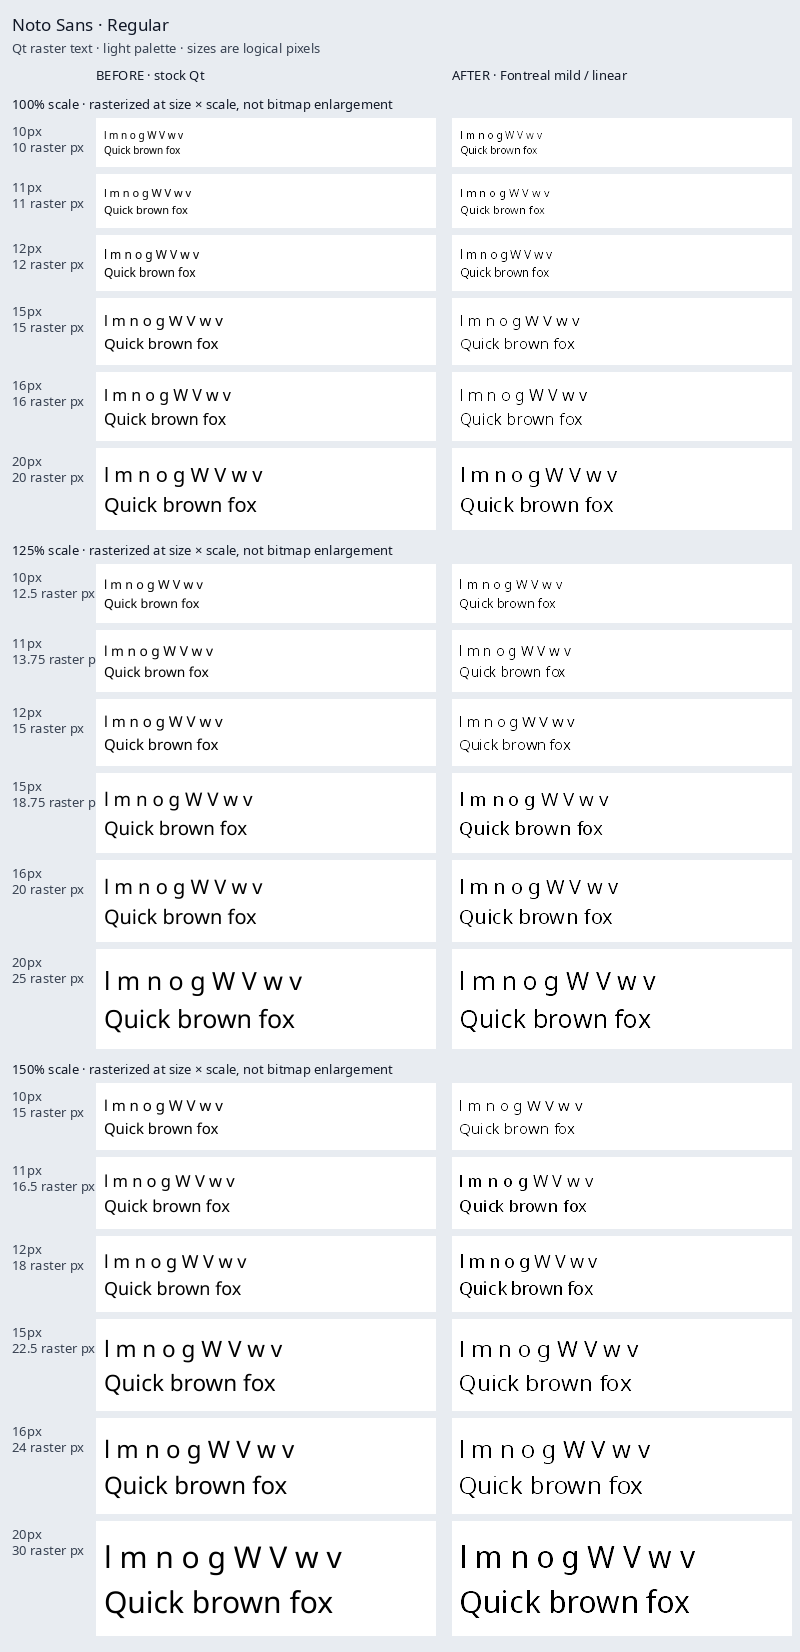 Noto Sans · Regular
Qt raster text · light palette · sizes are logical pixels
BEFORE · stock Qt
AFTER · Fontreal mild / linear
100% scale · rasterized at size × scale, not bitmap enlargement
10px
10 raster px
l m n o g W V w v
Quick brown fox
l m n o g W V w v
Quick brown fox
11px
11 raster px
l m n o g W V w v
Quick brown fox
l m n o g W V w v
Quick brown fox
12px
12 raster px
l m n o g W V w v
Quick brown fox
l m n o g W V w v
Quick brown fox
15px
15 raster px
l m n o g W V w v
Quick brown fox
l m n o g W V w v
Quick brown fox
16px
16 raster px
l m n o g W V w v
Quick brown fox
l m n o g W V w v
Quick brown fox
20px
20 raster px
l m n o g W V w v
Quick brown fox
l m n o g W V w v
Quick brown fox
125% scale · rasterized at size × scale, not bitmap enlargement
10px
12.5 raster px
l m n o g W V w v
Quick brown fox
l m n o g W V w v
Quick brown fox
11px
13.75 raster p
l m n o g W V w v
Quick brown fox
l m n o g W V w v
Quick brown fox
12px
15 raster px
l m n o g W V w v
Quick brown fox
l m n o g W V w v
Quick brown fox
15px
18.75 raster p
l m n o g W V w v
Quick brown fox
l m n o g W V w v
Quick brown fox
16px
20 raster px
l m n o g W V w v
Quick brown fox
l m n o g W V w v
Quick brown fox
20px
25 raster px
l m n o g W V w v
Quick brown fox
l m n o g W V w v
Quick brown fox
150% scale · rasterized at size × scale, not bitmap enlargement
10px
15 raster px
l m n o g W V w v
Quick brown fox
l m n o g W V w v
Quick brown fox
11px
16.5 raster px
l m n o g W V w v
Quick brown fox
l m n o g W V w v
Quick brown fox
12px
18 raster px
l m n o g W V w v
Quick brown fox
l m n o g W V w v
Quick brown fox
15px
22.5 raster px
l m n o g W V w v
Quick brown fox
l m n o g W V w v
Quick brown fox
16px
24 raster px
l m n o g W V w v
Quick brown fox
l m n o g W V w v
Quick brown fox
20px
30 raster px
l m n o g W V w v
Quick brown fox
l m n o g W V w v
Quick brown fox